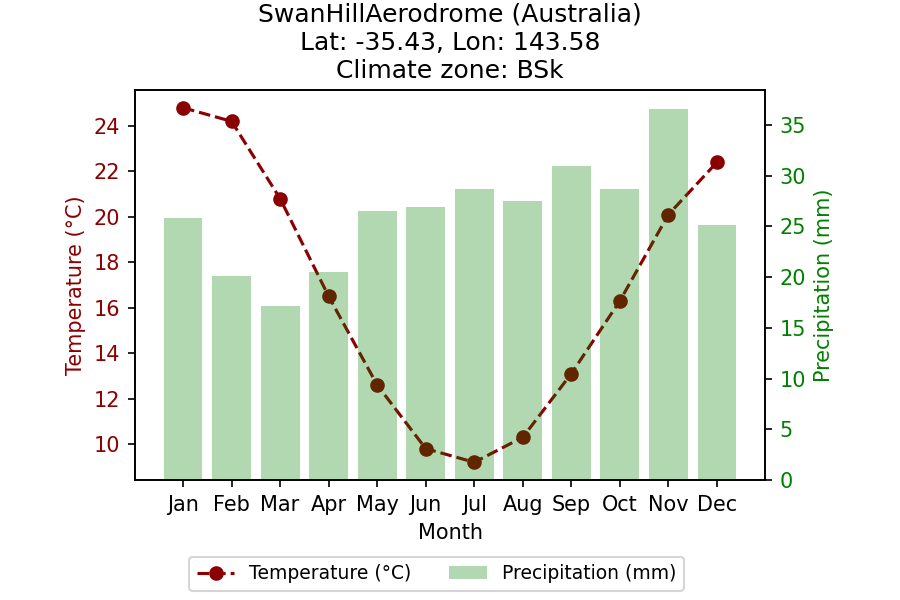 SwanHillAerodrome (Australia)
Lat: -35.43, Lon: 143.58
Climate zone: BSk
24
22
20
18
16
14
12
10
Temperature (°C)
35
30
25
20
15
10
5
0
Precipitation (mm)
Jan Feb Mar Apr May Jun Jul Aug Sep Oct Nov Dec
Month
Temperature (°C) Precipitation (mm)